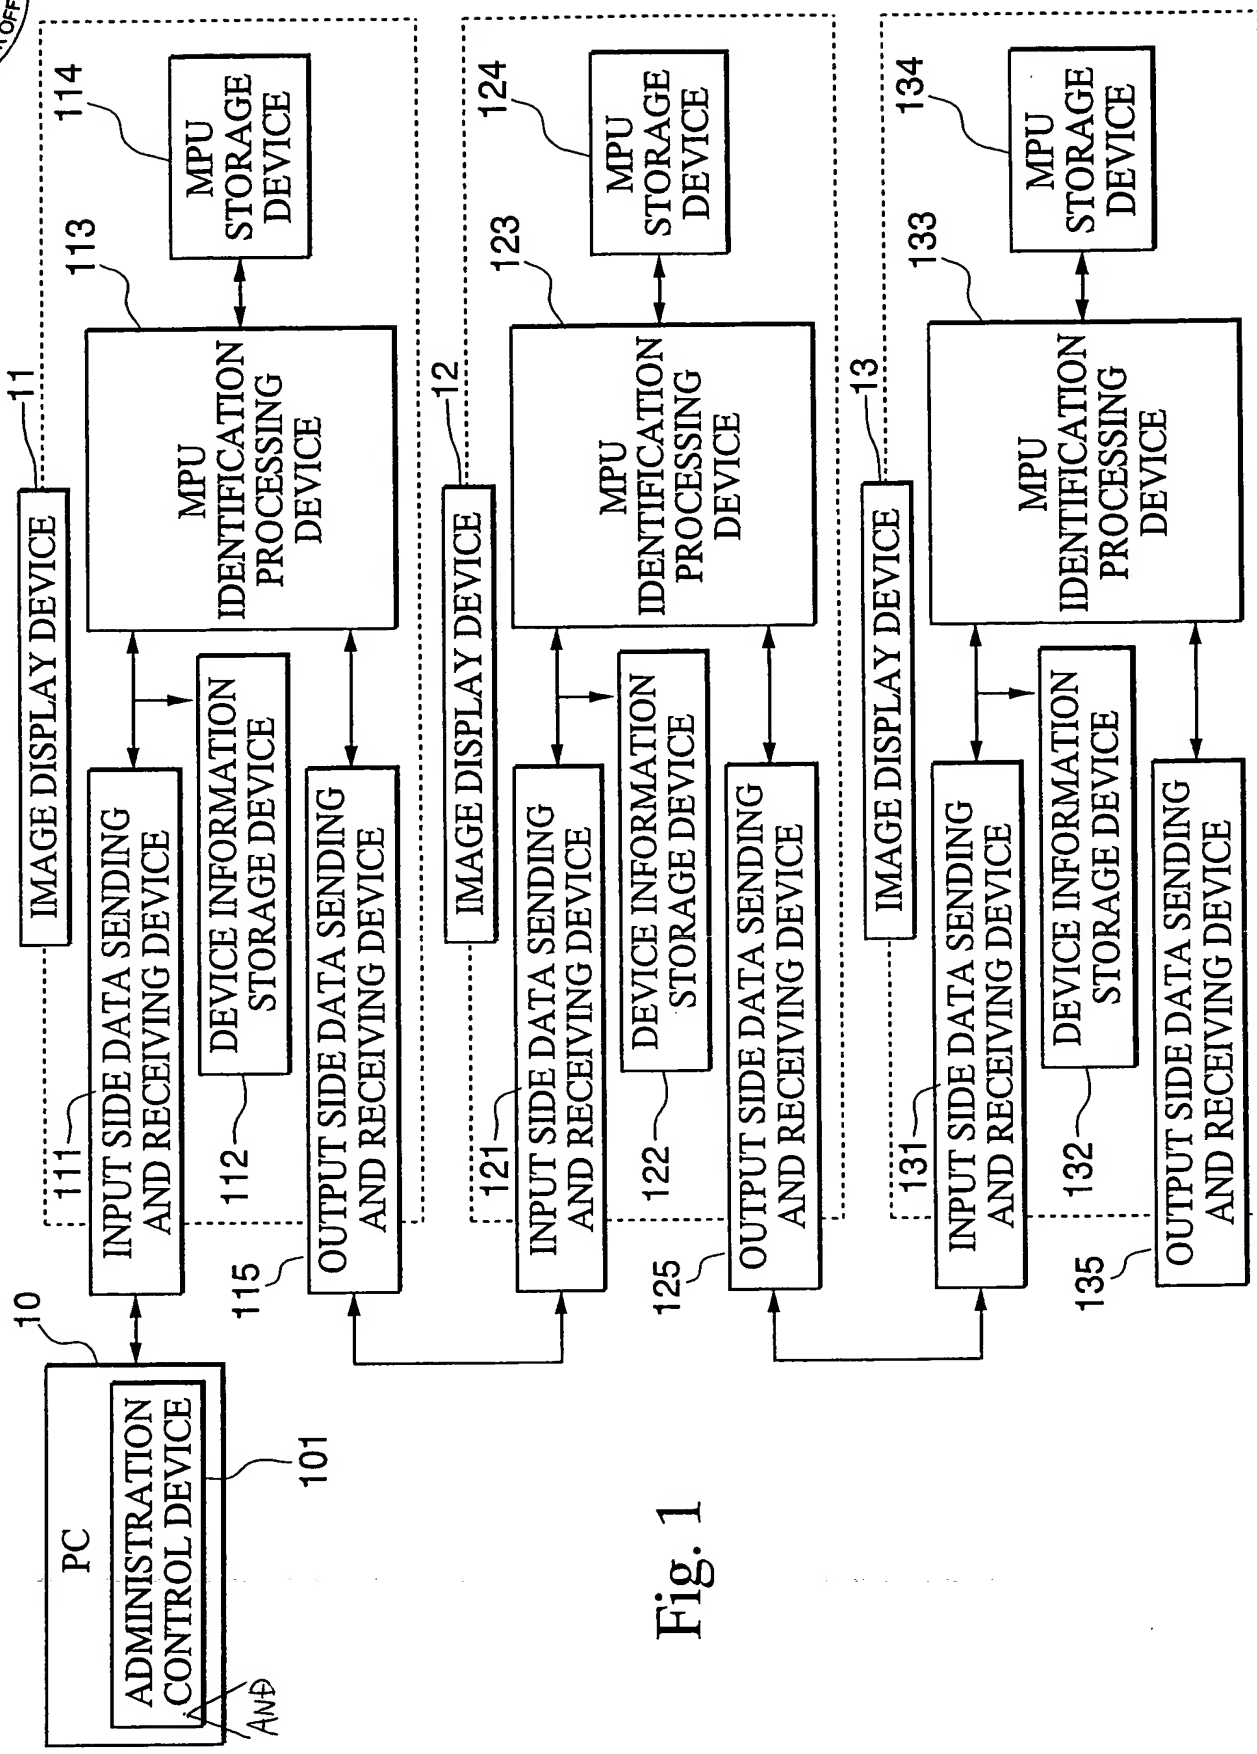 OFF
PC
10
ADMINISTRATION
CONTROL DEVICE
AND
101
IMAGE DISPLAY DEVICE
11
111
INPUT SIDE DATA SENDING
AND RECEIVING DEVICE
112
DEVICE INFORMATION
STORAGE DEVICE
115
OUTPUT SIDE DATA SENDING
AND RECEIVING DEVICE
113
MPU
IDENTIFICATION
PROCESSING
DEVICE
114
MPU
STORAGE
DEVICE
IMAGE DISPLAY DEVICE
12
121
INPUT SIDE DATA SENDING
AND RECEIVING DEVICE
122
DEVICE INFORMATION
STORAGE DEVICE
125
OUTPUT SIDE DATA SENDING
AND RECEIVING DEVICE
123
MPU
IDENTIFICATION
PROCESSING
DEVICE
124
MPU
STORAGE
DEVICE
IMAGE DISPLAY DEVICE
13
131
INPUT SIDE DATA SENDING
AND RECEIVING DEVICE
132
DEVICE INFORMATION
STORAGE DEVICE
135
OUTPUT SIDE DATA SENDING
AND RECEIVING DEVICE
133
MPU
IDENTIFICATION
PROCESSING
DEVICE
134
MPU
STORAGE
DEVICE
Fig. 1